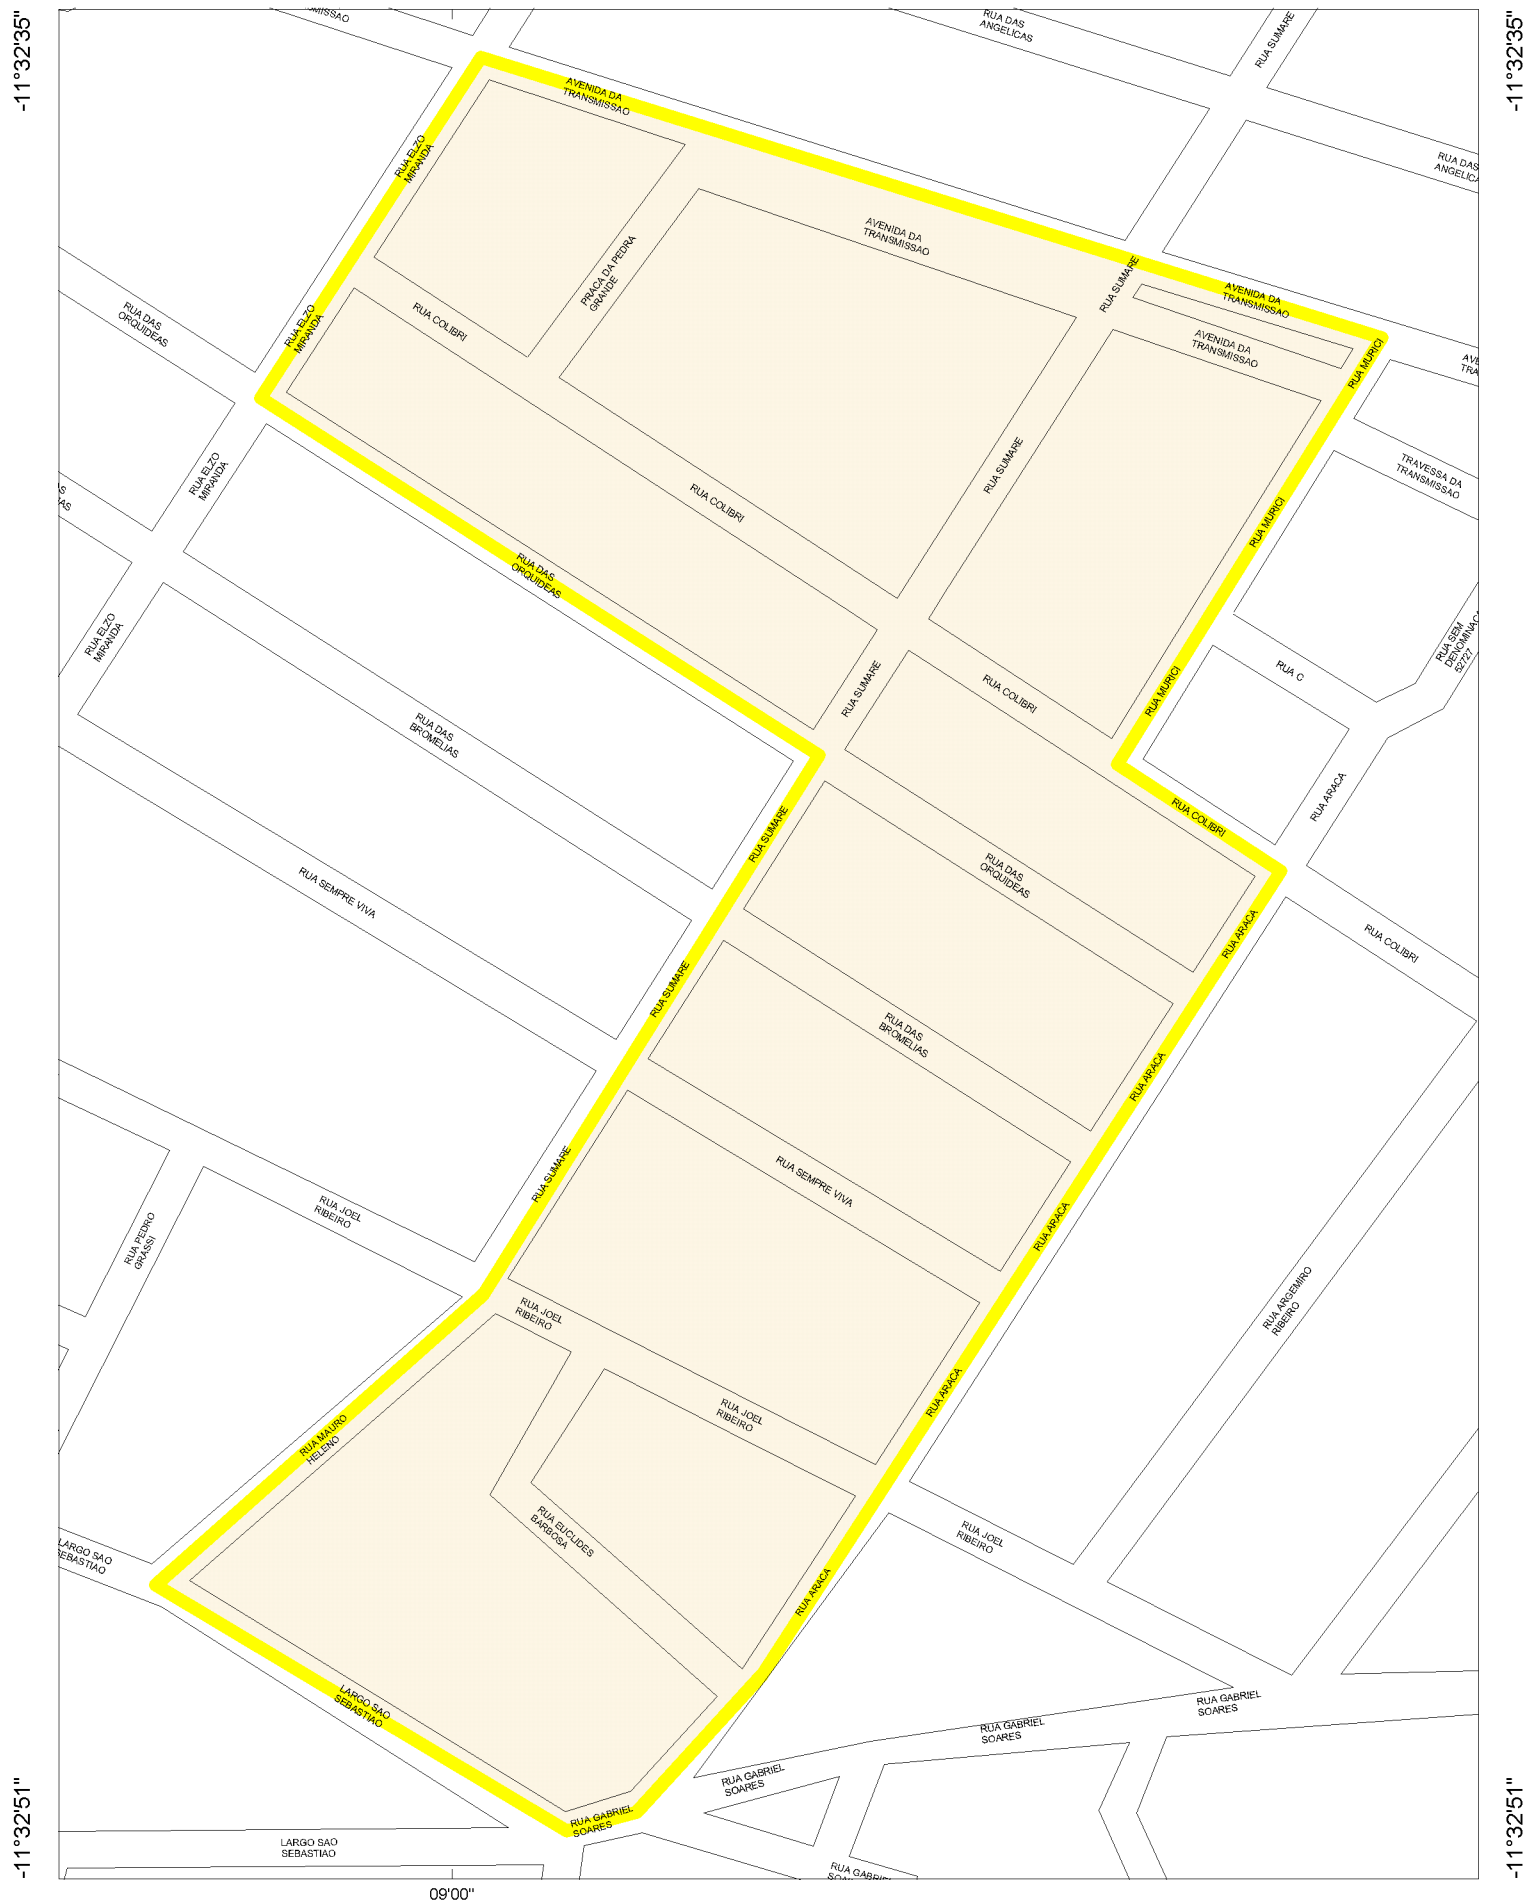 -11°32'35"
-11°32'35"
RUA DAS
ANGELICAS
RUA SUMARE
AVENIDA DA
TRANSMISSAO
RUA ELZO
MIRANDA
RUA DAS
AVENIDA DA
TRANSMISSAO
PRACA DA PEDRA
GRANDE
RUA SUMARE
AVENIDA DA
TRANSMISSAO
RUA DAS
ORQUIDEAS
RUA ELZO
MIRANDA
RUA COLIBRI
AVENIDA DA
TRANSMISSAO
RUA MURICI
RUA ELZO
MIRANDA
RUA COLIBRI
RUA SUMARE
TRAVESSA DA
TRANSMISSAO
RUA MURICI
RUA DAS
ORQUIDEAS
RUA ELZO
MIRANDA
RUA SUMARE
RUA COLIBRI
RUA MURICI
RUA C
RUA SEM
52727
RUA DAS
BROMELIAS
RUA SUMARE
RUA COLIBRI
RUA ARACA
RUA SEMPRE VIVA
RUA DAS
ORQUIDEAS
RUA ARACA
RUA COLIBRI
RUA SUMARE
RUA DAS
BROMELIAS
RUA ARACA
RUA SUMARE
RUA SEMPRE VIVA
RUA PEDRO
GRASSI
RUA JOEL
RIBEIRO
RUA ARACA
RUA JOEL
RIBEIRO
RUA ARGEMIRO
RIBEIRO
RUA MAURO
HELENO
RUA JOEL
RIBEIRO
RUA ARACA
LARGO SAO
SEBASTIAO
RUA EUCLIDES
BARBOSA
RUA JOEL
RIBEIRO
RUA ARACA
LARGO SAO
SEBASTIAO
RUA GABRIEL
SOARES
RUA GABRIEL
SOARES
RUA GABRIEL
SOARES
RUA GABRIEL
SOARES
LARGO SAO
SEBASTIAO
RUA GABRIEL
-11°32'51"
-11°32'51"
09'00"